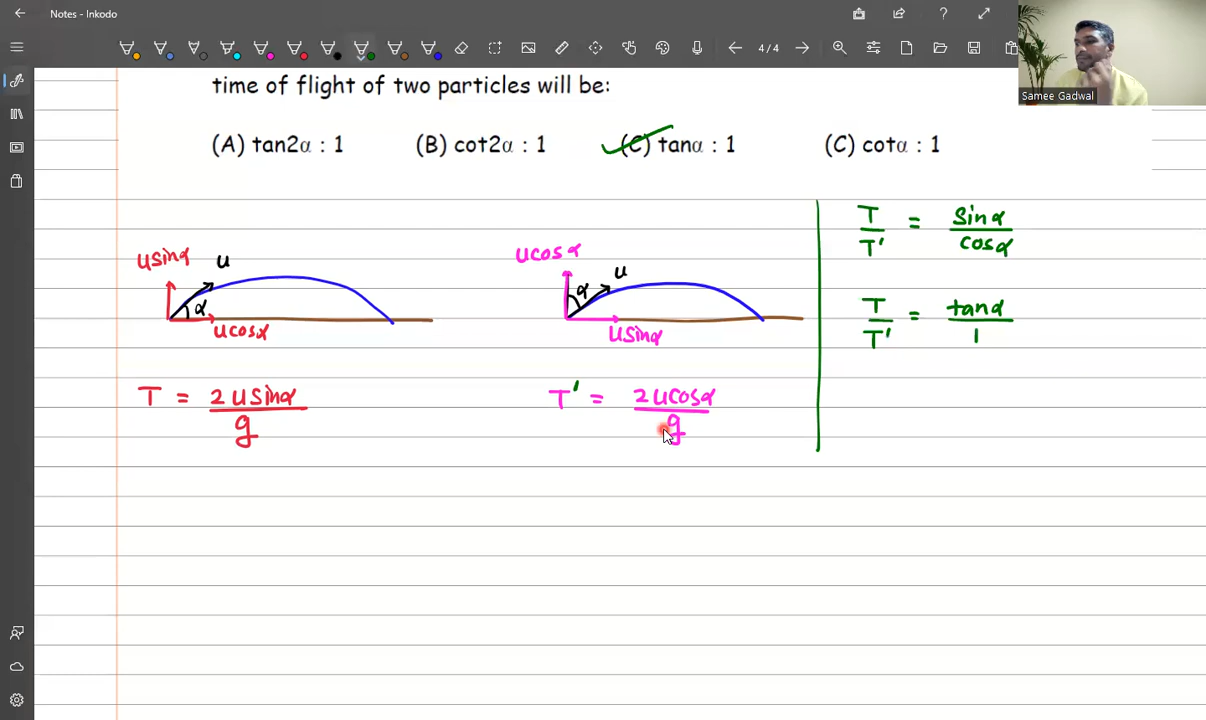 Notes - Inkodo
4/4
Samee Gadwal
time of flight of two particles will be:
(A) tan2α : 1 (B) cot2α : 1 (C) tanα : 1 (C) cotα : 1
usinα u
α
ucosα
T = 2usinα / g
ucosα u
α
usinα
T' = 2ucosα / g
T / T' = sinα / cosα
T / T' = tanα / 1